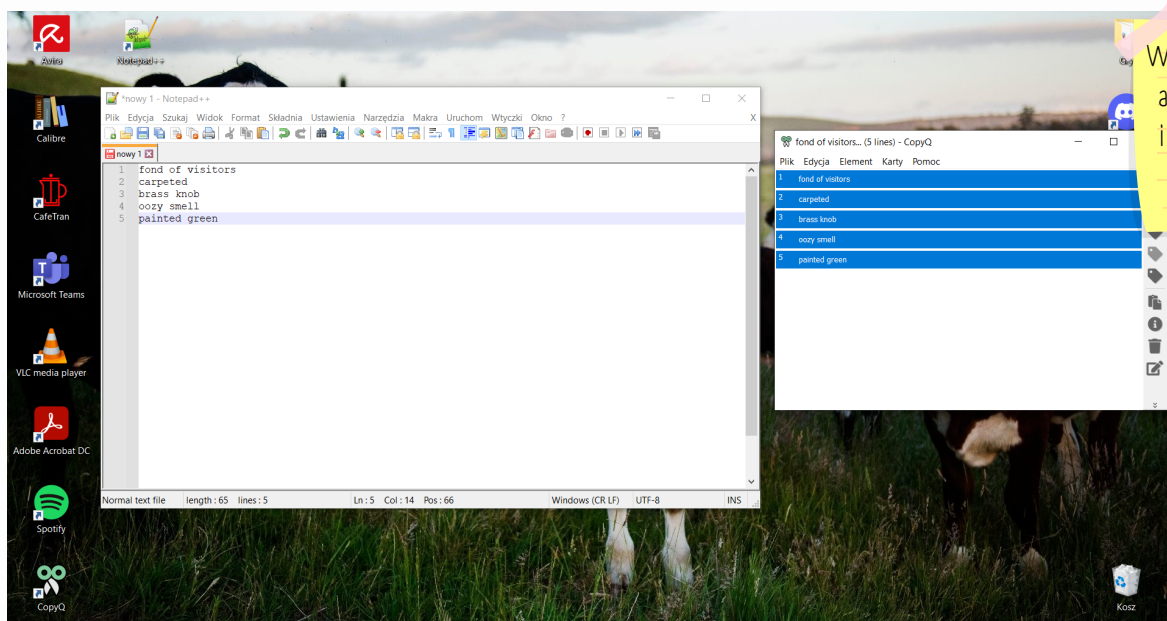 Avira
Notepad++
Calibre
CafeTran
Microsoft Teams
VLC media player
Adobe Acrobat DC
Spotify
CopyQ
*nowy 1 - Notepad++
Plik Edycja Szukaj Widok Format Składnia Ustawienia Narzędzia Makra Uruchom Wtyczki Okno ? X
nowy 1
1 fond of visitors
2 carpeted
3 brass knob
4 oozy smell
5 painted green
Normal text file length : 65 lines : 5 Ln : 5 Col : 14 Pos : 66 Windows (CR LF) UTF-8 INS
fond of visitors... (5 lines) - CopyQ
Plik Edycja Element Karty Pomoc
1 fond of visitors
2 carpeted
3 brass knob
4 oozy smell
5 painted green
W
a
i
Kosz